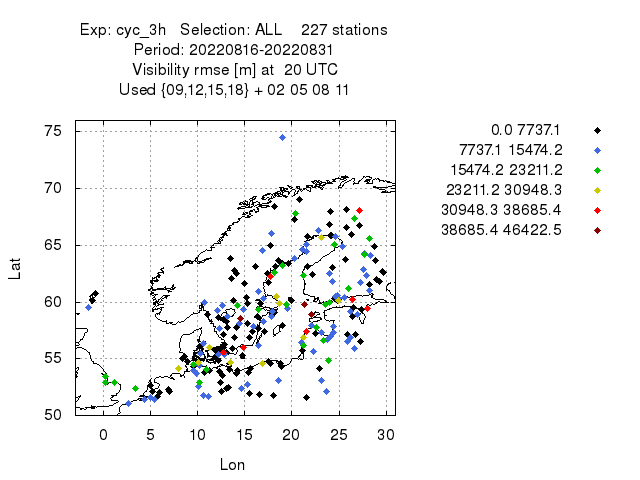 Exp: cyc_3h Selection: ALL 227 stations
Period: 20220816-20220831
Visibility rmse [m] at 20 UTC
Used {09,12,15,18} + 02 05 08 11
0.0 7737.1
7737.1 15474.2
15474.2 23211.2
23211.2 30948.3
30948.3 38685.4
38685.4 46422.5
75
70
65
60
55
50
Lat
0 5 10 15 20 25 30
Lon